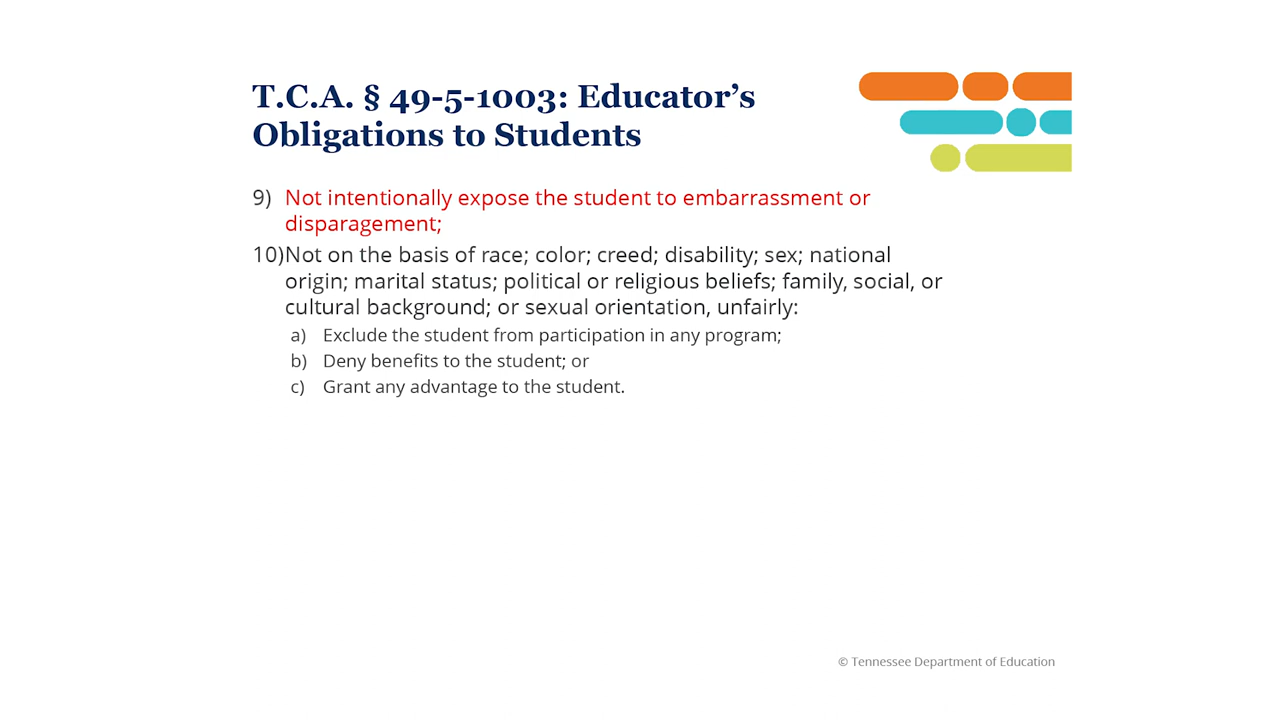 T.C.A. § 49-5-1003: Educator’s
Obligations to Students
9) Not intentionally expose the student to embarrassment or
disparagement;
10)Not on the basis of race; color; creed; disability; sex; national
origin; marital status; political or religious beliefs; family, social, or
cultural background; or sexual orientation, unfairly:
a) Exclude the student from participation in any program;
b) Deny benefits to the student; or
c) Grant any advantage to the student.
© Tennessee Department of Education